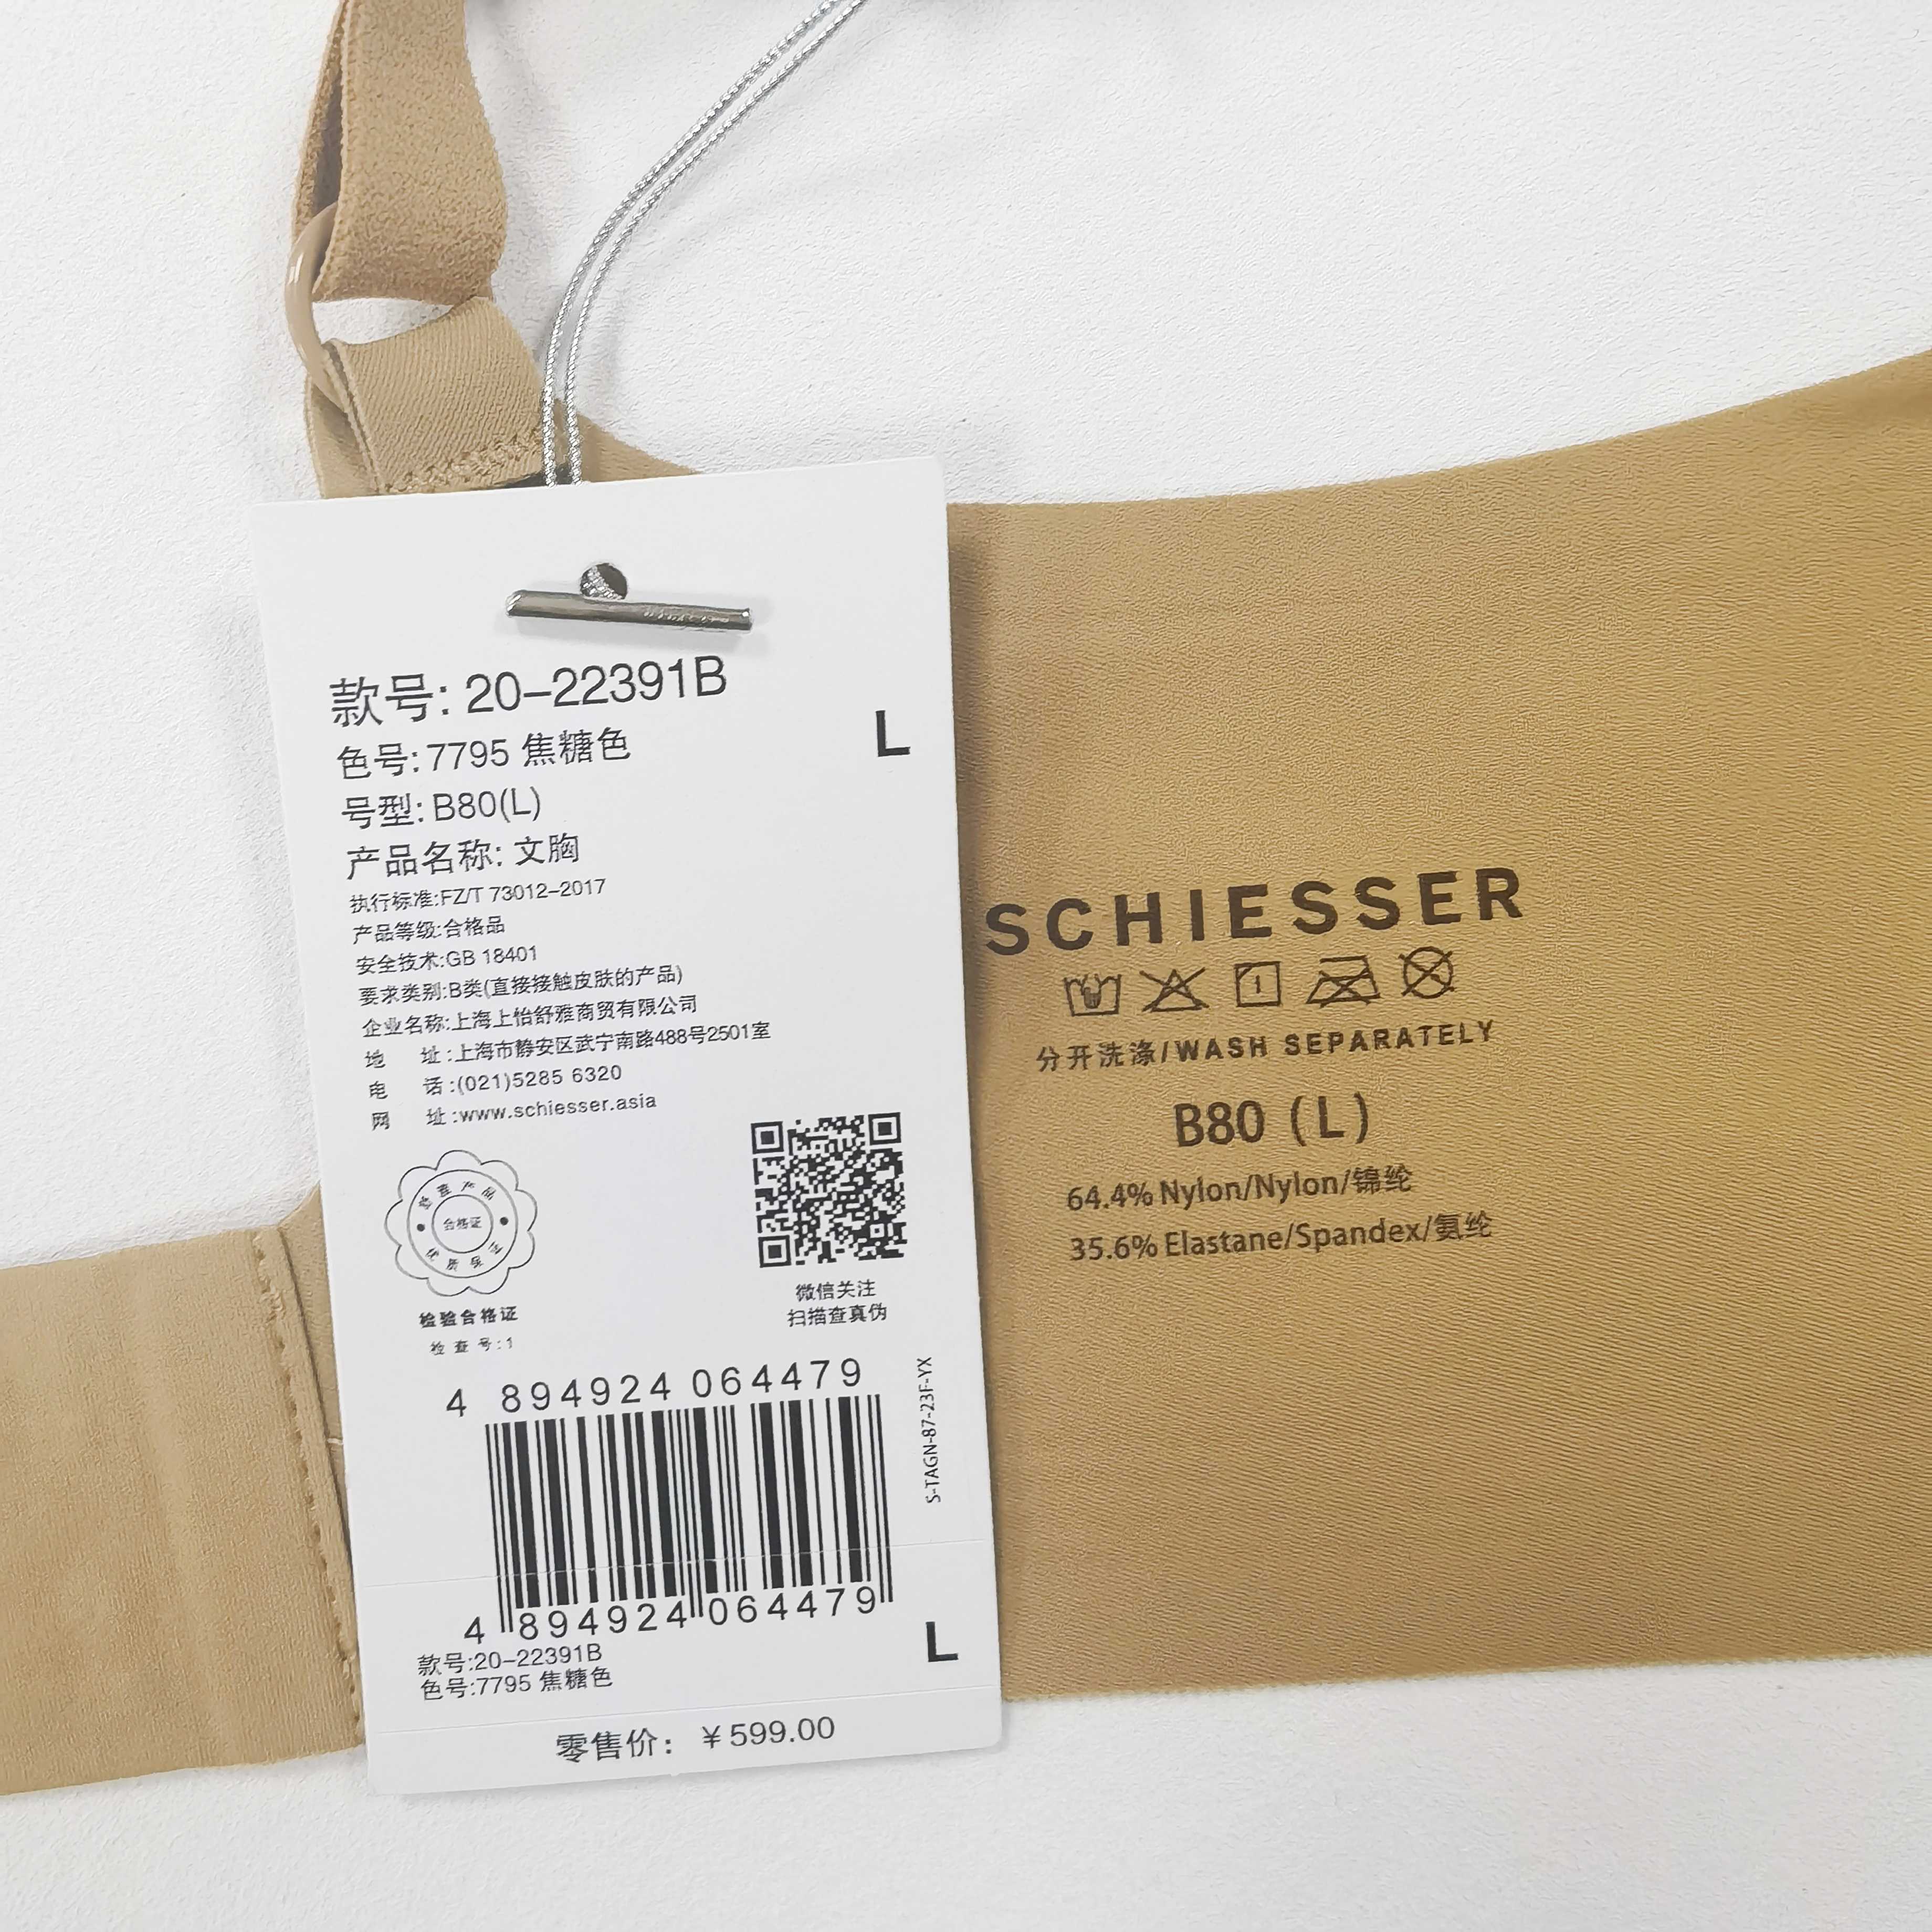 款号: 20-22391B
L
色号: 7795 焦糖色
号型: B80(L)
产品名称: 文胸
执行标准:FZ/T 73012-2017
产品等级:合格品
安全技术:GB 18401
要求类别:B类(直接接触皮肤的产品)
企业名称:上海上怡舒雅商贸有限公司
地 址:上海市静安区武宁南路488号2501室
电 话:(021)5285 6320
网 址:www.schiesser.asia
合格证
检验合格证
检查号:1
微信关注
扫描查真伪
4 894924 064479
S-TAGN-87-23F-YX
4 894924 064479
款号:20-22391B
色号:7795 焦糖色
L
零售价: ￥599.00
SCHIESSER
1
分开洗涤/WASH SEPARATELY
B80 (L)
64.4% Nylon/Nylon/锦纶
35.6% Elastane/Spandex/氨纶